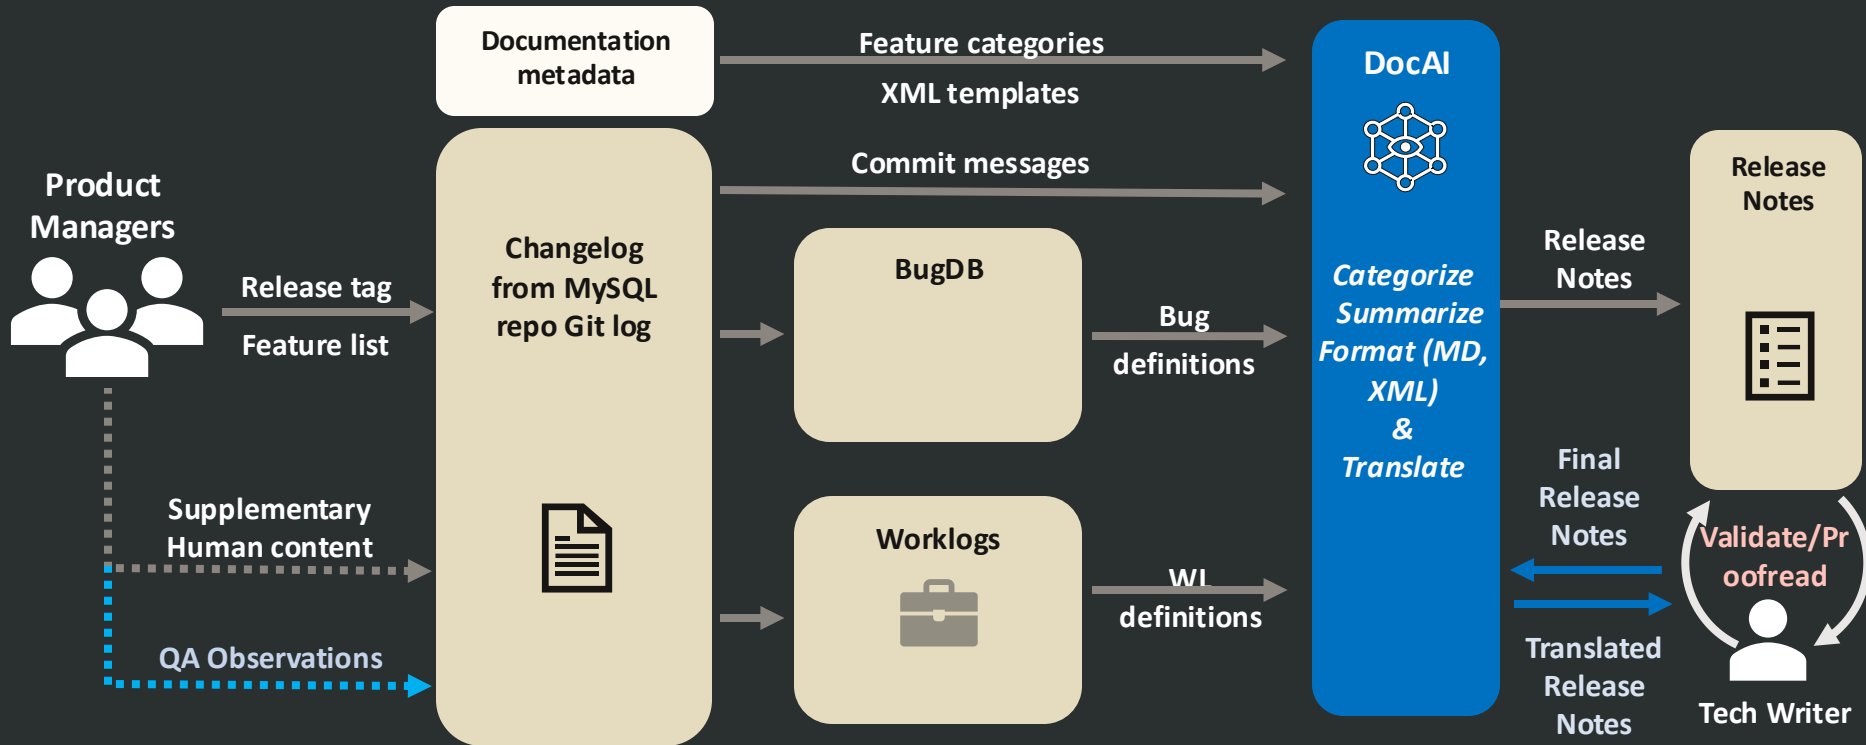 Documentation
metadata
Feature categories
XML templates
DocAI
Commit messages
Product
Managers
Release tag
Feature list
Changelog
from MySQL
repo Git log
BugDB
Bug
definitions
Categorize
Summarize
Format (MD,
XML)
&
Translate
Release
Notes
Release
Notes
Supplementary
Human content
QA Observations
Worklogs
WL
definitions
Final
Release
Notes
Validate/Pr
oofread
Translated
Release
Notes
Tech Writer